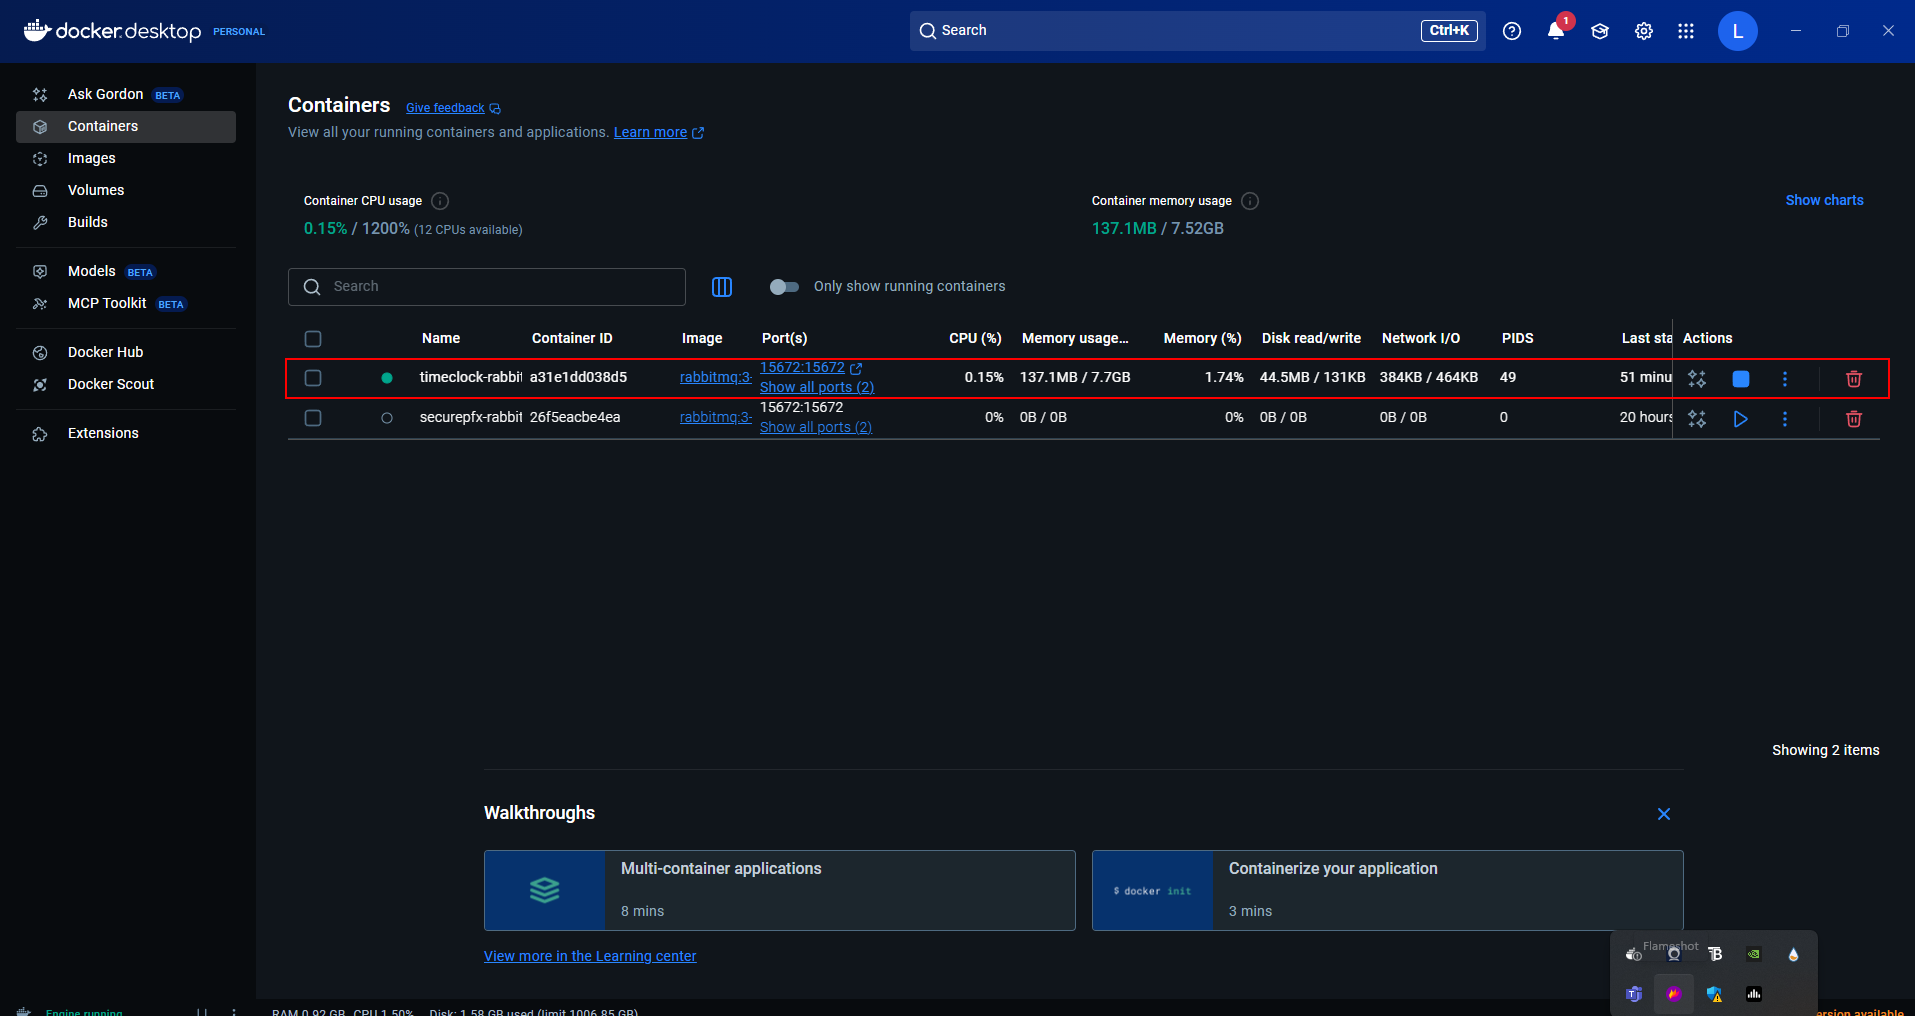 docker.desktop PERSONAL
Search Ctrl+K 1 L
Ask Gordon BETA
Containers
Images
Volumes
Builds
Models BETA
MCP Toolkit BETA
Docker Hub
Docker Scout
Extensions
Containers Give feedback
View all your running containers and applications. Learn more
Container CPU usage
0.15% / 1200% (12 CPUs available)
Container memory usage
137.1MB / 7.52GB
Show charts
Search
Only show running containers
Name Container ID Image Port(s) CPU (%) Memory usage... Memory (%) Disk read/write Network I/O PIDS Last sta Actions
timeclock-rabbit a31e1dd038d5 rabbitmq:3- 15672:15672 0.15% 137.1MB / 7.7GB 1.74% 44.5MB / 131KB 384KB / 464KB 49 51 minu
Show all ports (2)
securepfx-rabbit 26f5eacbe4ea rabbitmq:3- 15672:15672 0% 0B / 0B 0% 0B / 0B 0B / 0B 0 20 hours
Show all ports (2)
Showing 2 items
Walkthroughs
Multi-container applications
8 mins
$ docker init
Containerize your application
3 mins
View more in the Learning center
Flameshot
Engine running
RAM 0.92 GB CPU 1.50% Disk: 1.58 GB used (limit 1006.85 GB)
ersion available